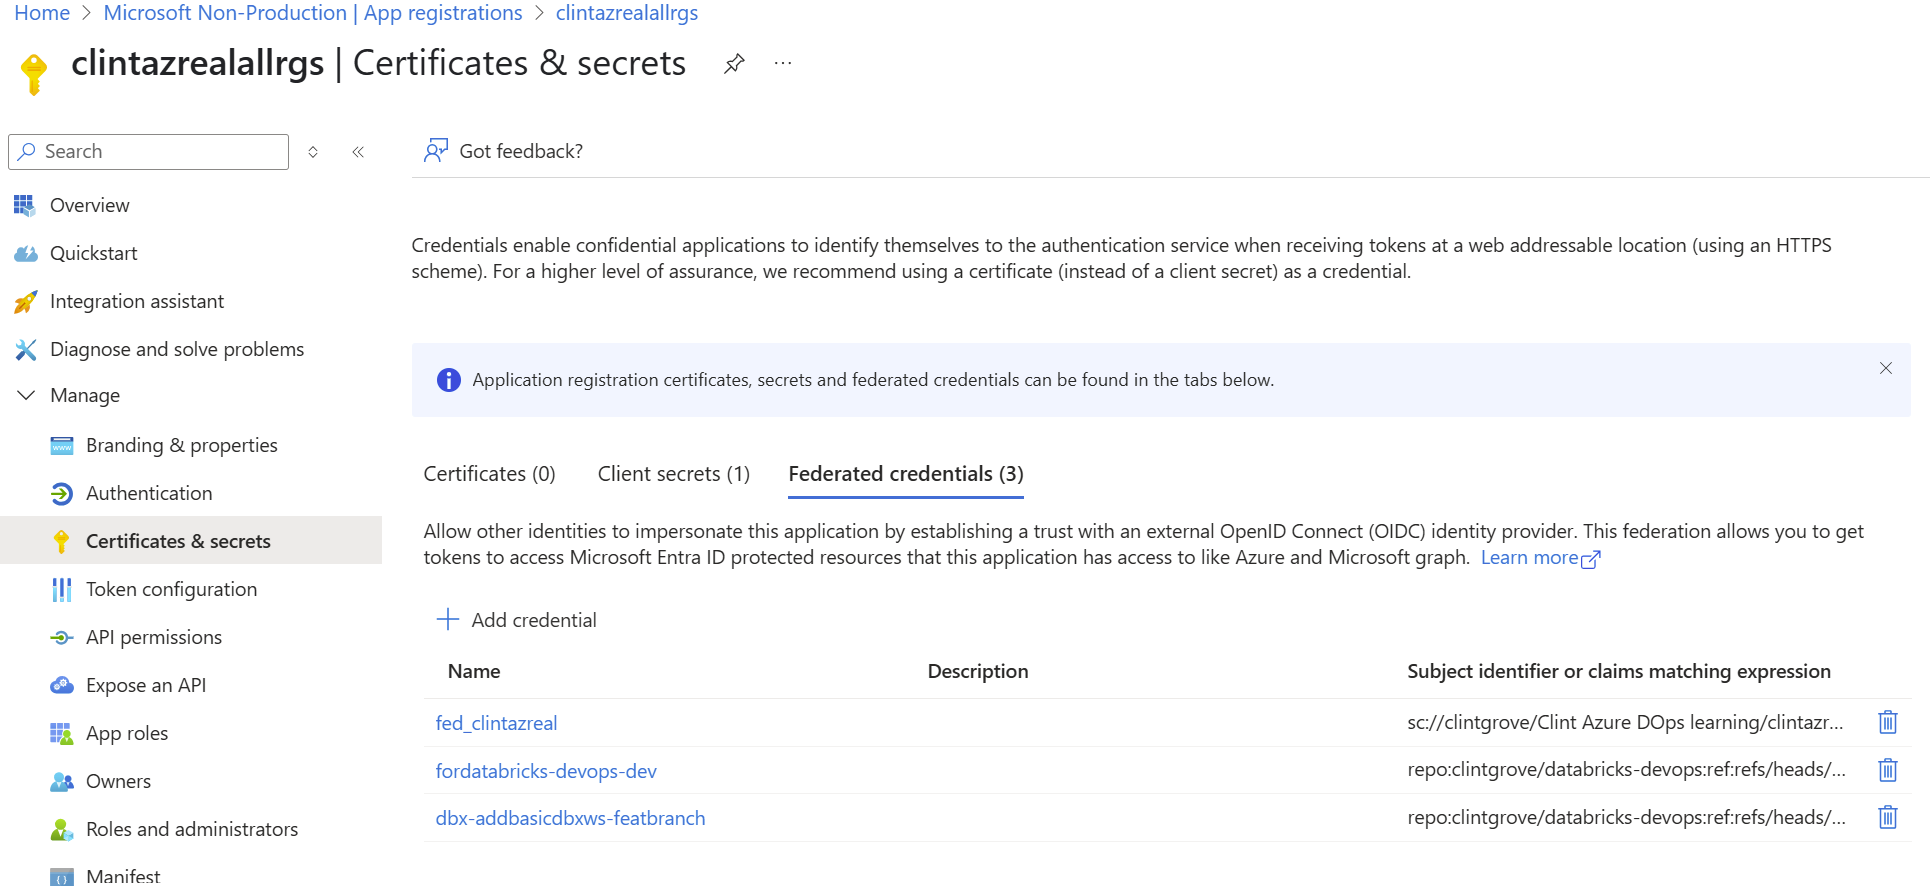 Home > Microsoft Non-Production | App registrations > clintazrealallrgs
clintazrealallrgs | Certificates & secrets
Search
Got feedback?
Overview
Quickstart
Integration assistant
Diagnose and solve problems
Manage
Branding & properties
Authentication
Certificates & secrets
Token configuration
API permissions
Expose an API
App roles
Owners
Roles and administrators
Manifest
Credentials enable confidential applications to identify themselves to the authentication service when receiving tokens at a web addressable location (using an HTTPS
scheme). For a higher level of assurance, we recommend using a certificate (instead of a client secret) as a credential.
Application registration certificates, secrets and federated credentials can be found in the tabs below.
Certificates (0) Client secrets (1) Federated credentials (3)
Allow other identities to impersonate this application by establishing a trust with an external OpenID Connect (OIDC) identity provider. This federation allows you to get
tokens to access Microsoft Entra ID protected resources that this application has access to like Azure and Microsoft graph. Learn more
Add credential
Name Description Subject identifier or claims matching expression
fed_clintazreal sc://clintgrove/Clint Azure DOps learning/clintazr...
fordatabricks-devops-dev repo:clintgrove/databricks-devops:ref:refs/heads/...
dbx-addbasicdbxws-featbranch repo:clintgrove/databricks-devops:ref:refs/heads/...